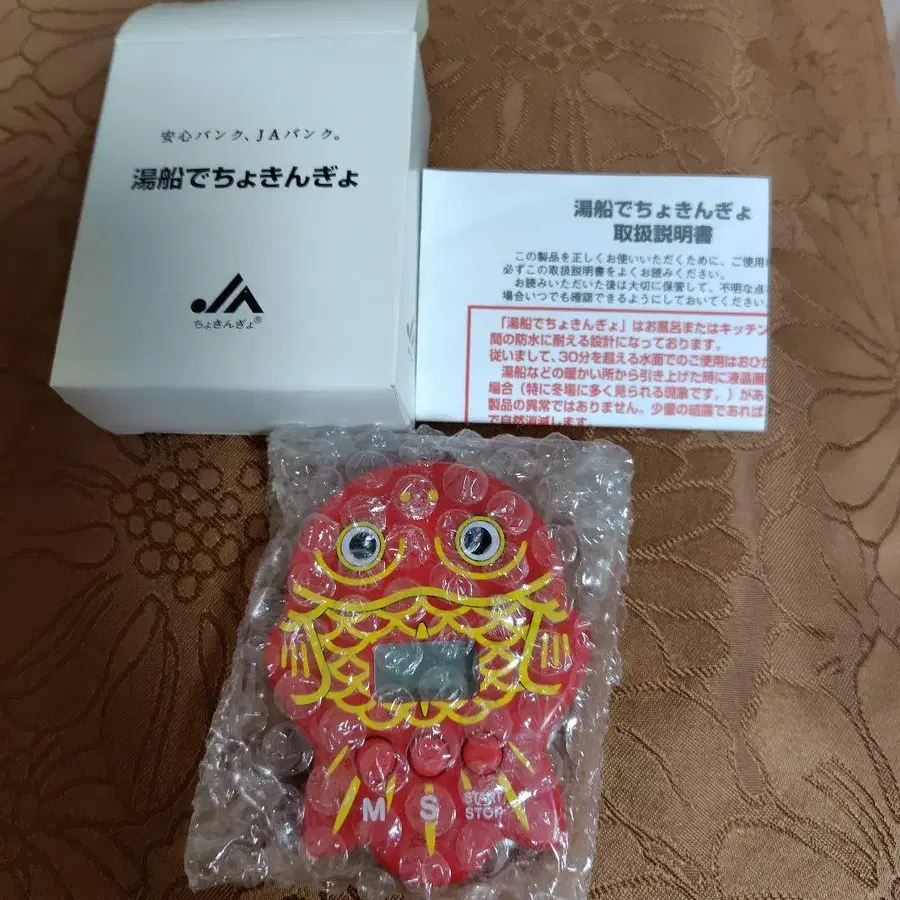 安心バンク、JAバンク。
湯船でちょきんぎょ
JA
ちょきんぎょ®
湯船でちょきんぎょ
取扱説明書
この製品を正しくお使いいただくために、ご使用
必ずこの取扱説明書をよくお読みください。
お読みいただいた後は大切に保管して、不明な点
場合いつでも確認できるようにしておいてください
「湯船でちょきんぎょ」はお風呂またはキッチン
間の防水に耐える設計になっております。
従いまして、30分を超える水面でのご使用はおひか
湯船などの暖かい所から引き上げた時に液晶画
場合（特に冬場に多く見られる現象です。）があ
製品の異常ではありません。少量の結露であれば
で自然消滅します。
M S START
STOP